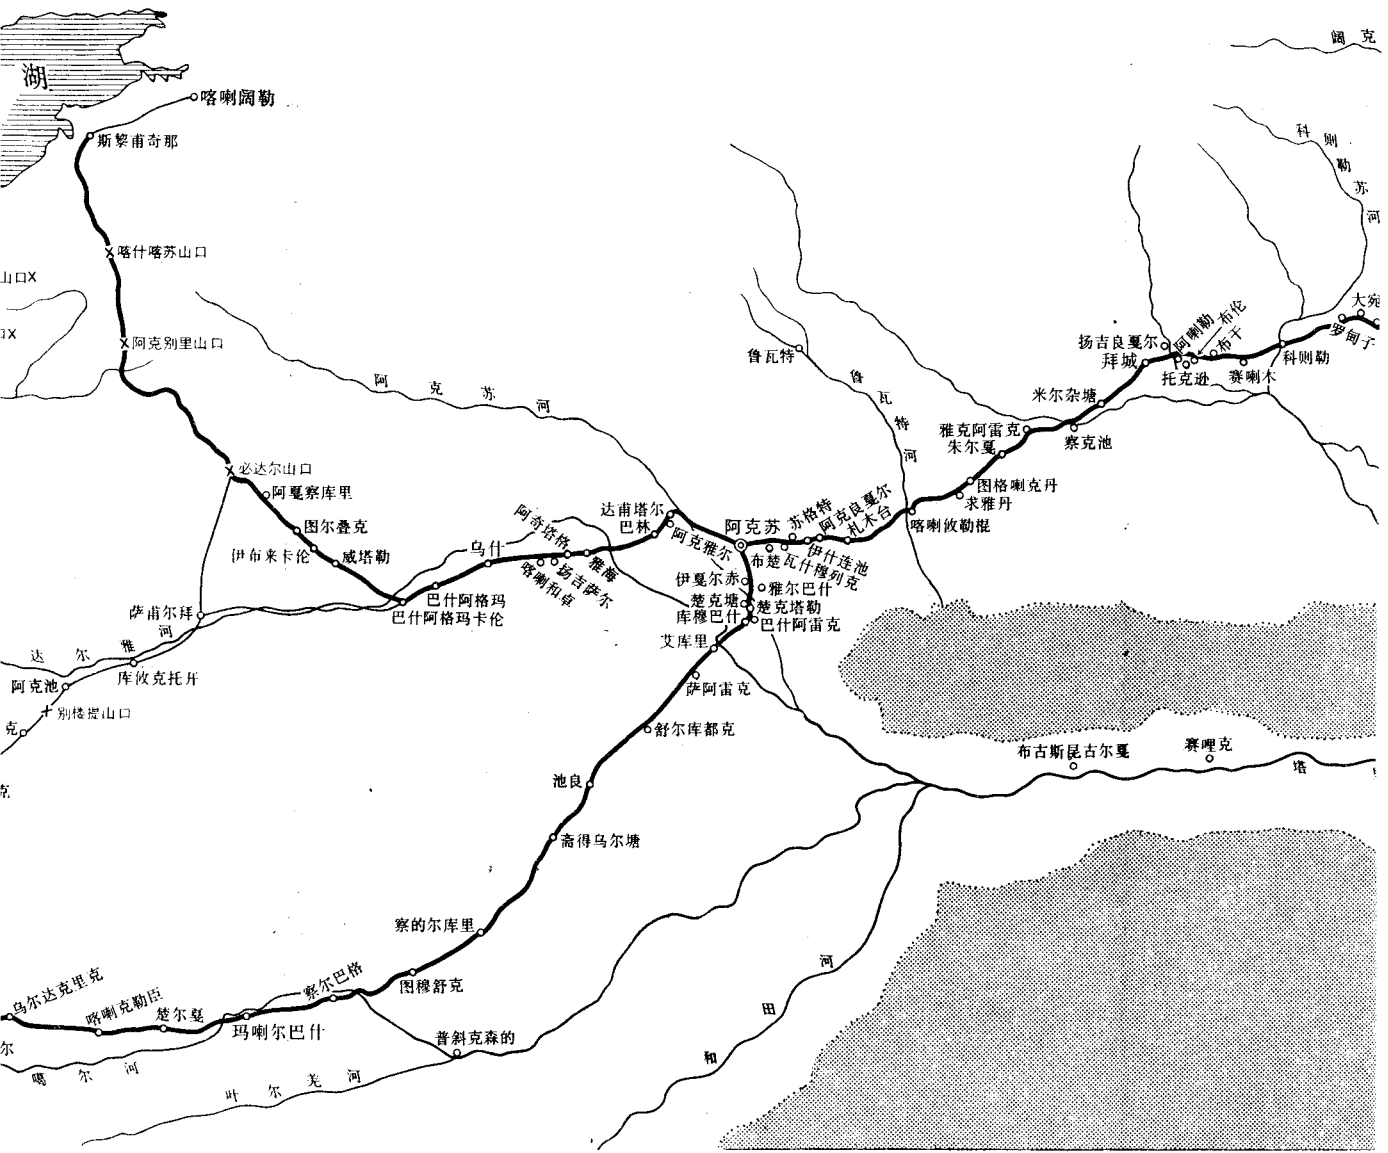 阔克
湖
喀喇阔勒
斯黎甫奇那
科则勒苏河
喀什喀苏山口
山口
阿克别里山口
大宛
罗甸子
科则勒
赛喇木
布干
布伦
阿喇勒
托克逊
扬吉良戛尔
拜城
米尔杂塘
察克池
雅克阿雷克
朱尔戛
图格喇克丹
求雅丹
鲁瓦特
鲁瓦特河
阿克苏河
必达尔山口
阿戛察库里
图尔叠克
伊布来卡伦
威塔勒
乌什
阿奇塔格
雅海
喀喇和卓
扬吉萨尔
达甫塔尔
巴林
阿克雅尔
阿克苏
苏格特
阿克良戛尔
札木台
喀喇攸勒棍
伊什连池
瓦什穆列克
布楚
巴什阿格玛
巴什阿格玛卡伦
伊戛尔赤
雅尔巴什
楚克塘
楚克塔勒
库穆巴什
巴什阿雷克
艾库里
萨阿雷克
萨甫尔拜
达尔雅河
库攸克托幵
阿克池
别楼提山口
克
克
舒尔库都克
布古斯昆古尔戛
赛哩克
塔
池良
斋得乌尔塘
察的尔库里
图穆舒克
察尔巴格
乌尔达克里克
喀喇克勒臣
楚尔戛
玛喇尔巴什
普斜克森的
尔
噶尔河
叶尔羌河
和田河